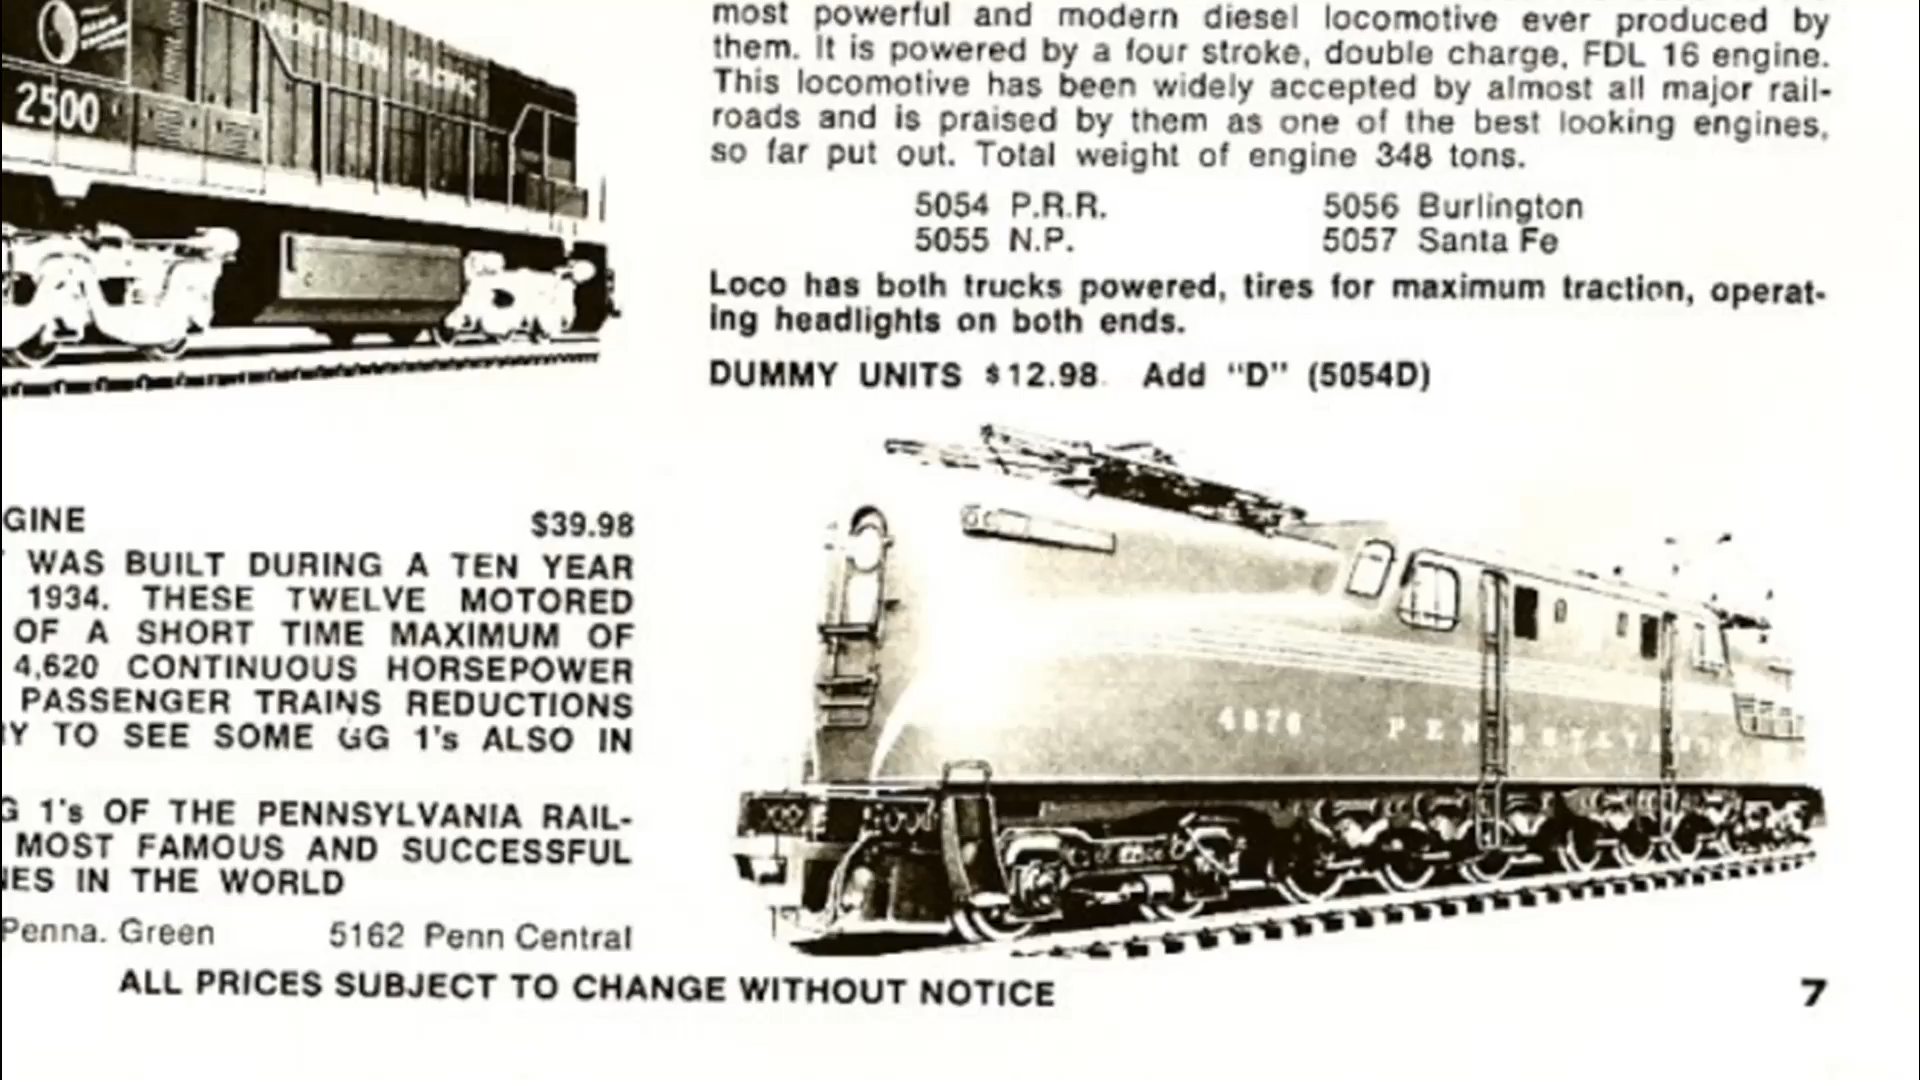 NORTHERN PACIFIC
2500
most powerful and modern diesel locomotive ever produced by
them. It is powered by a four stroke, double charge, FDL 16 engine.
This locomotive has been widely accepted by almost all major rail-
roads and is praised by them as one of the best looking engines,
so far put out. Total weight of engine 348 tons.
5054 P.R.R. 5056 Burlington
5055 N.P. 5057 Santa Fe
Loco has both trucks powered, tires for maximum traction, operat-
ing headlights on both ends.
DUMMY UNITS $12.98 Add "D" (5054D)
GINE $39.98
WAS BUILT DURING A TEN YEAR
1934. THESE TWELVE MOTORED
OF A SHORT TIME MAXIMUM OF
4,620 CONTINUOUS HORSEPOWER
PASSENGER TRAINS REDUCTIONS
RY TO SEE SOME GG 1's ALSO IN
G 1's OF THE PENNSYLVANIA RAIL-
MOST FAMOUS AND SUCCESSFUL
NES IN THE WORLD
Penna. Green 5162 Penn Central
4876 PENNSYLVANIA
ALL PRICES SUBJECT TO CHANGE WITHOUT NOTICE
7